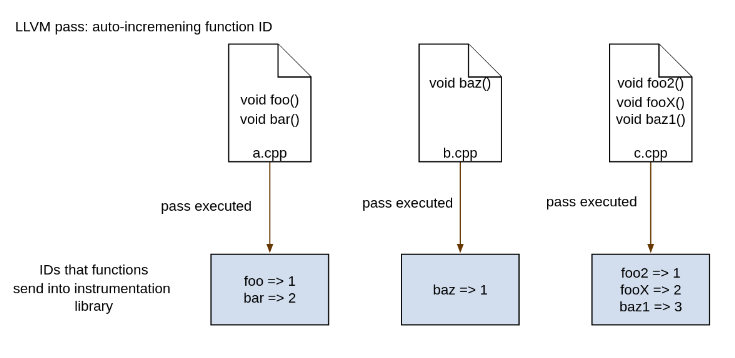 LLVM pass: auto-incremening function ID
void foo()
void bar()
a.cpp
void baz()
b.cpp
void foo2()
void fooX()
void baz1()
c.cpp
pass executed
pass executed
pass executed
IDs that functions
send into instrumentation
library
foo => 1
bar => 2
baz => 1
foo2 => 1
fooX => 2
baz1 => 3